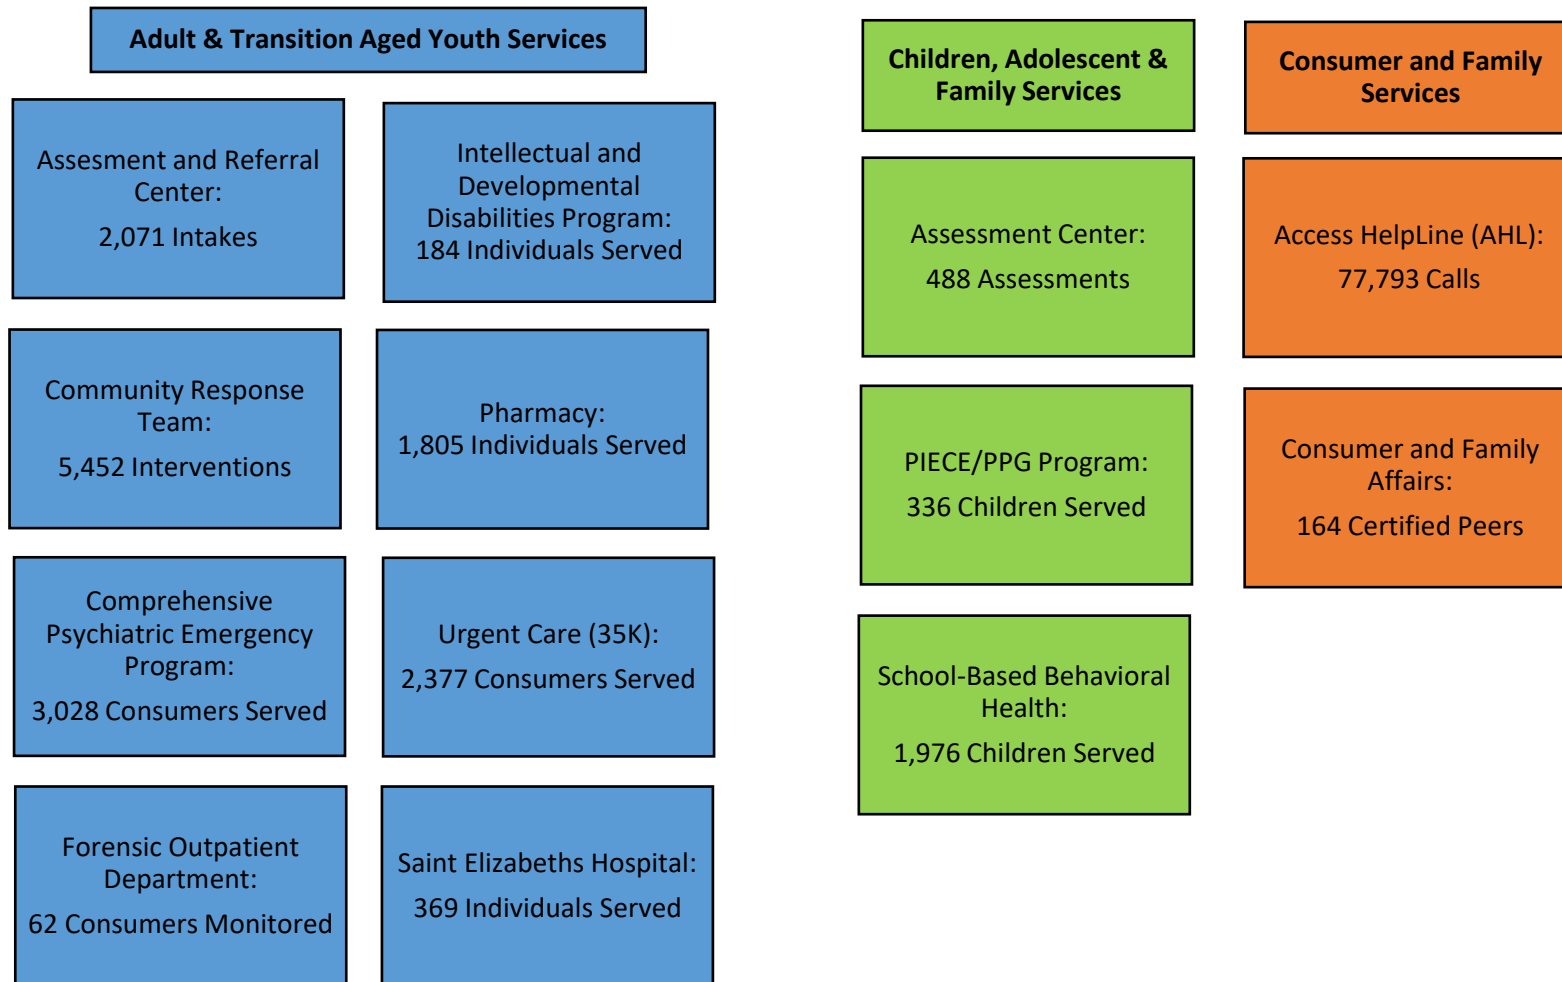 Adult & Transition Aged Youth Services
Assesment and Referral
Center:
2,071 Intakes
Intellectual and
Developmental
Disabilities Program:
184 Individuals Served
Community Response
Team:
5,452 Interventions
Pharmacy:
1,805 Individuals Served
Comprehensive
Psychiatric Emergency
Program:
3,028 Consumers Served
Urgent Care (35K):
2,377 Consumers Served
Forensic Outpatient
Department:
62 Consumers Monitored
Saint Elizabeths Hospital:
369 Individuals Served
Children, Adolescent &
Family Services
Assessment Center:
488 Assessments
PIECE/PPG Program:
336 Children Served
School-Based Behavioral
Health:
1,976 Children Served
Consumer and Family
Services
Access HelpLine (AHL):
77,793 Calls
Consumer and Family
Affairs:
164 Certified Peers